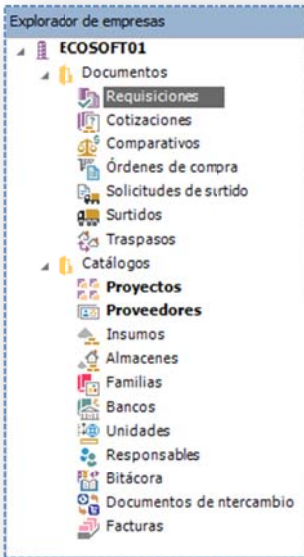 Explorador de empresas
ECOSOFT01
Documentos
Requisiciones
Cotizaciones
Comparativos
Órdenes de compra
Solicitudes de surtido
Surtidos
Traspasos
Catálogos
Proyectos
Proveedores
Insumos
Almacenes
Familias
Bancos
Unidades
Responsables
Bitácora
Documentos de ntercambio
Facturas